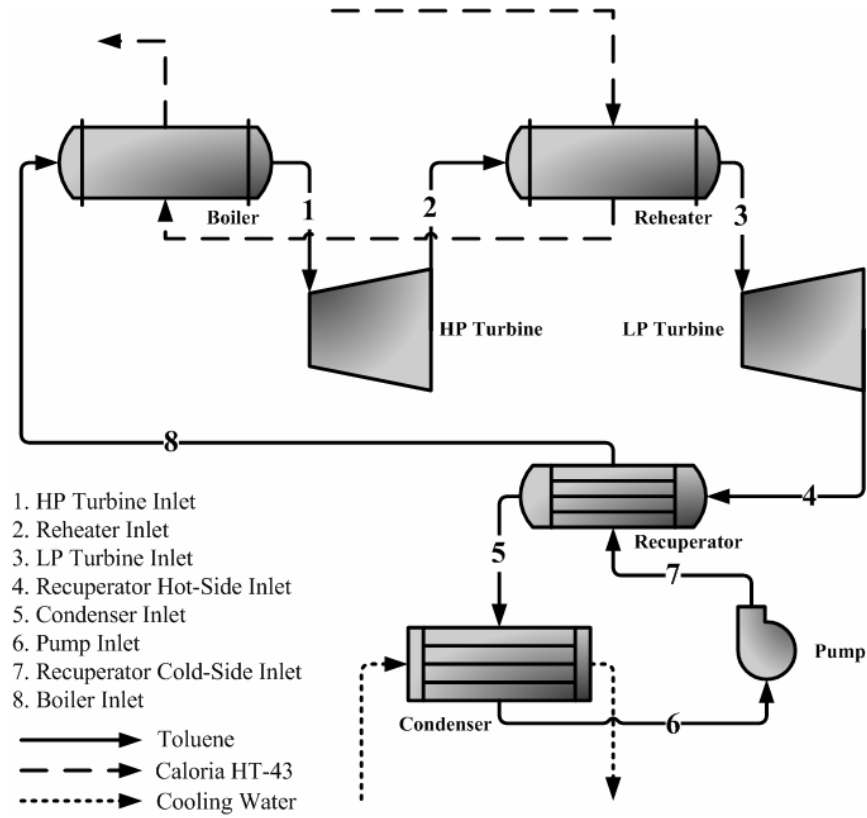 Boiler
Reheater
1
2
3
HP Turbine
LP Turbine
8
4
Recuperator
5
7
Pump
Condenser
6
1. HP Turbine Inlet
2. Reheater Inlet
3. LP Turbine Inlet
4. Recuperator Hot-Side Inlet
5. Condenser Inlet
6. Pump Inlet
7. Recuperator Cold-Side Inlet
8. Boiler Inlet
Toluene
Caloria HT-43
Cooling Water